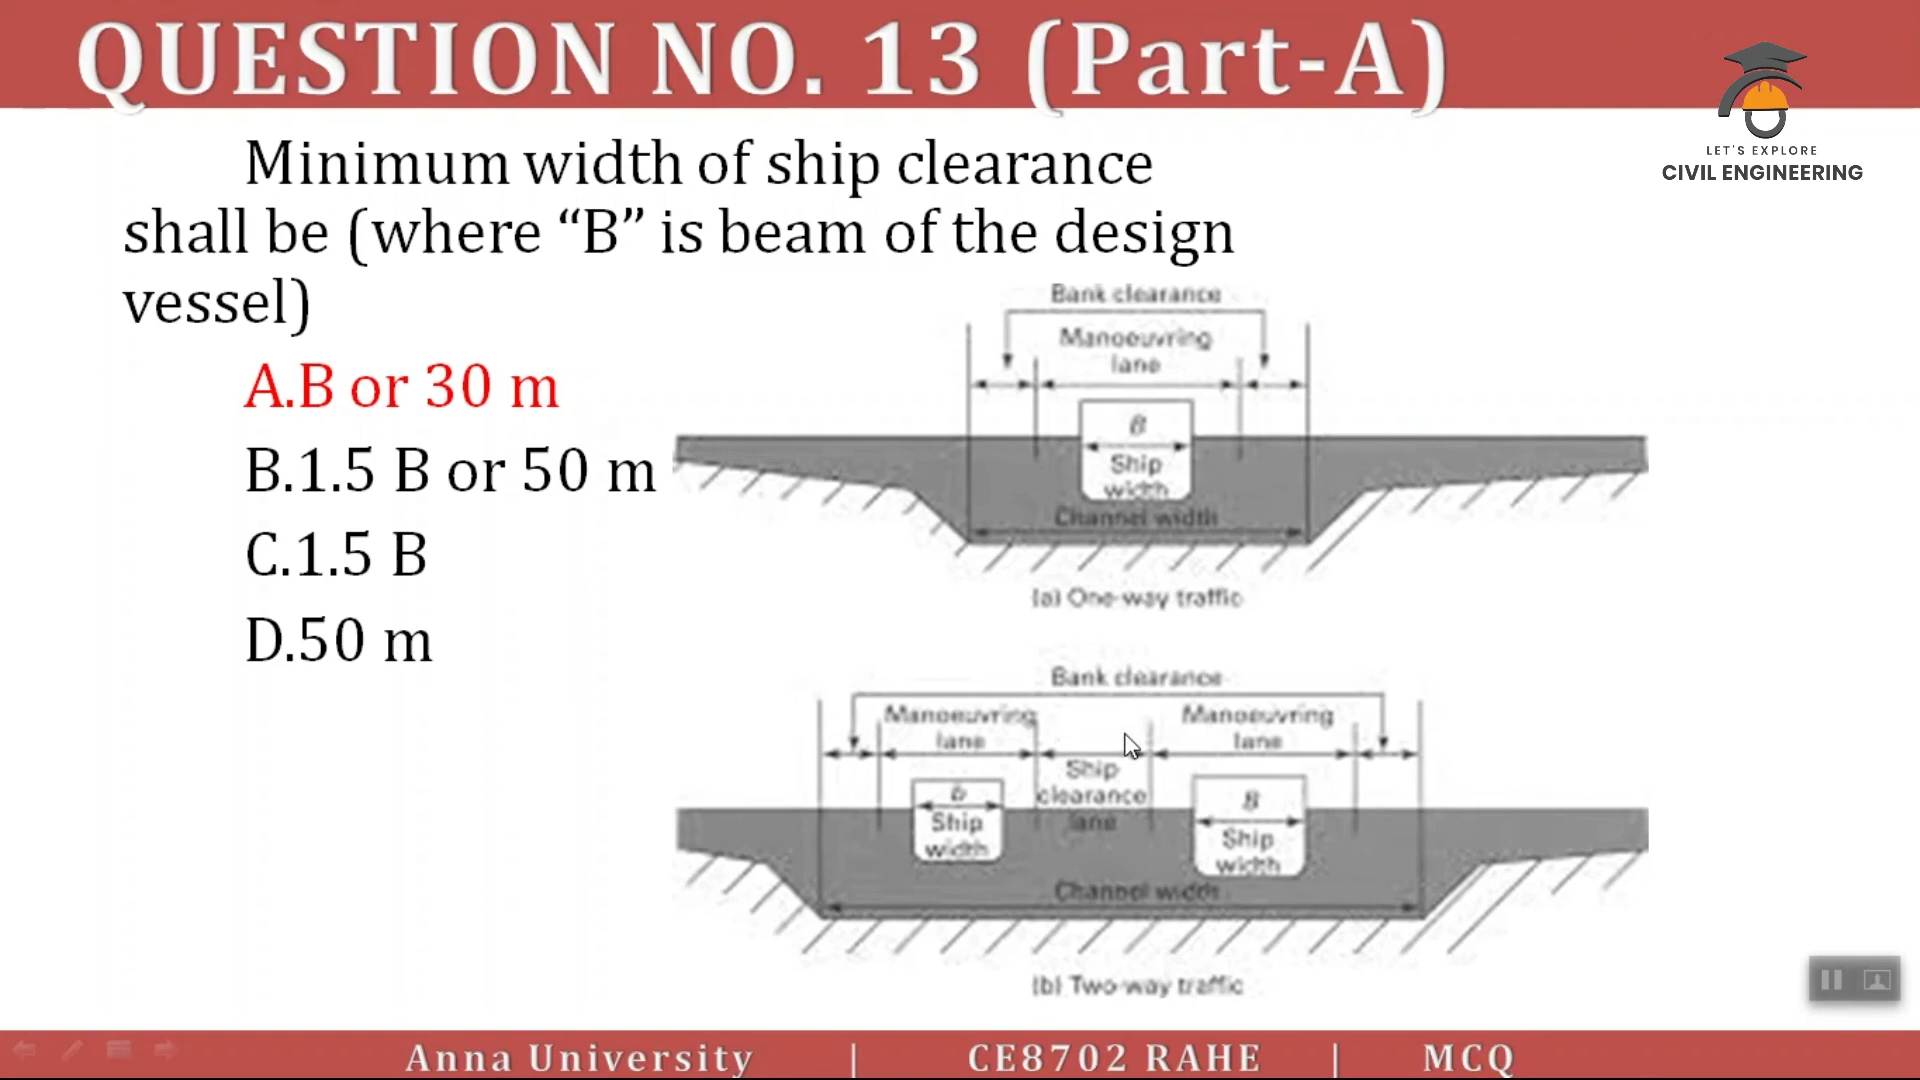 QUESTION NO. 13 (Part-A)
LET'S EXPLORE
CIVIL ENGINEERING
Minimum width of ship clearance
shall be (where “B” is beam of the design
vessel)
A.B or 30 m
B.1.5 B or 50 m
C.1.5 B
D.50 m
Bank clearance
Manoeuvring
lane
B
Ship
width
Channel width
(a) One-way traffic
Bank clearance
Manoeuvring
lane
Manoeuvring
lane
Ship
clearance
lane
b
Ship
width
B
Ship
width
Channel width
(b) Two-way traffic
Anna University | CE8702 RAHE | MCQ